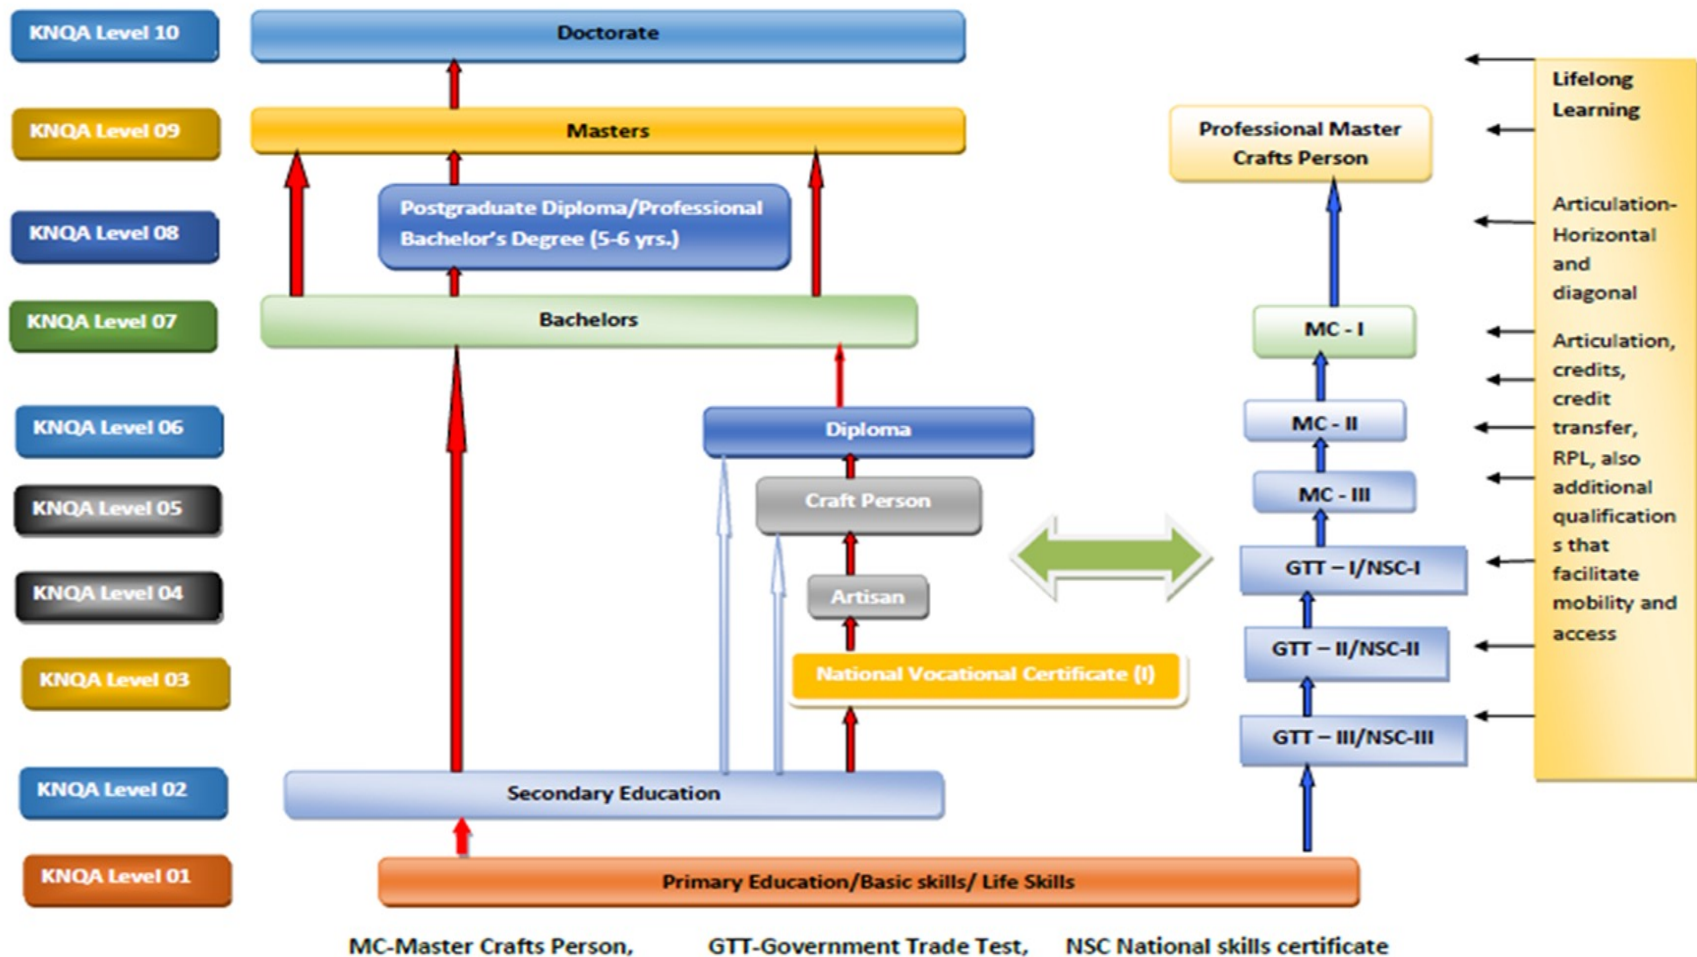 KNQA Level 10
Doctorate
KNQA Level 09
Masters
Professional Master
Crafts Person
KNQA Level 08
Postgraduate Diploma/Professional
Bachelor's Degree (5-6 yrs.)
KNQA Level 07
Bachelors
MC - I
KNQA Level 06
Diploma
MC - II
KNQA Level 05
Craft Person
MC - III
GTT – I/NSC-I
KNQA Level 04
Artisan
GTT – II/NSC-II
KNQA Level 03
National Vocational Certificate (I)
GTT – III/NSC-III
KNQA Level 02
Secondary Education
KNQA Level 01
Primary Education/Basic skills/ Life Skills
Lifelong
Learning
Articulation-
Horizontal
and
diagonal
Articulation,
credits,
credit
transfer,
RPL, also
additional
qualification
s that
facilitate
mobility and
access
MC-Master Crafts Person, GTT-Government Trade Test, NSC National skills certificate